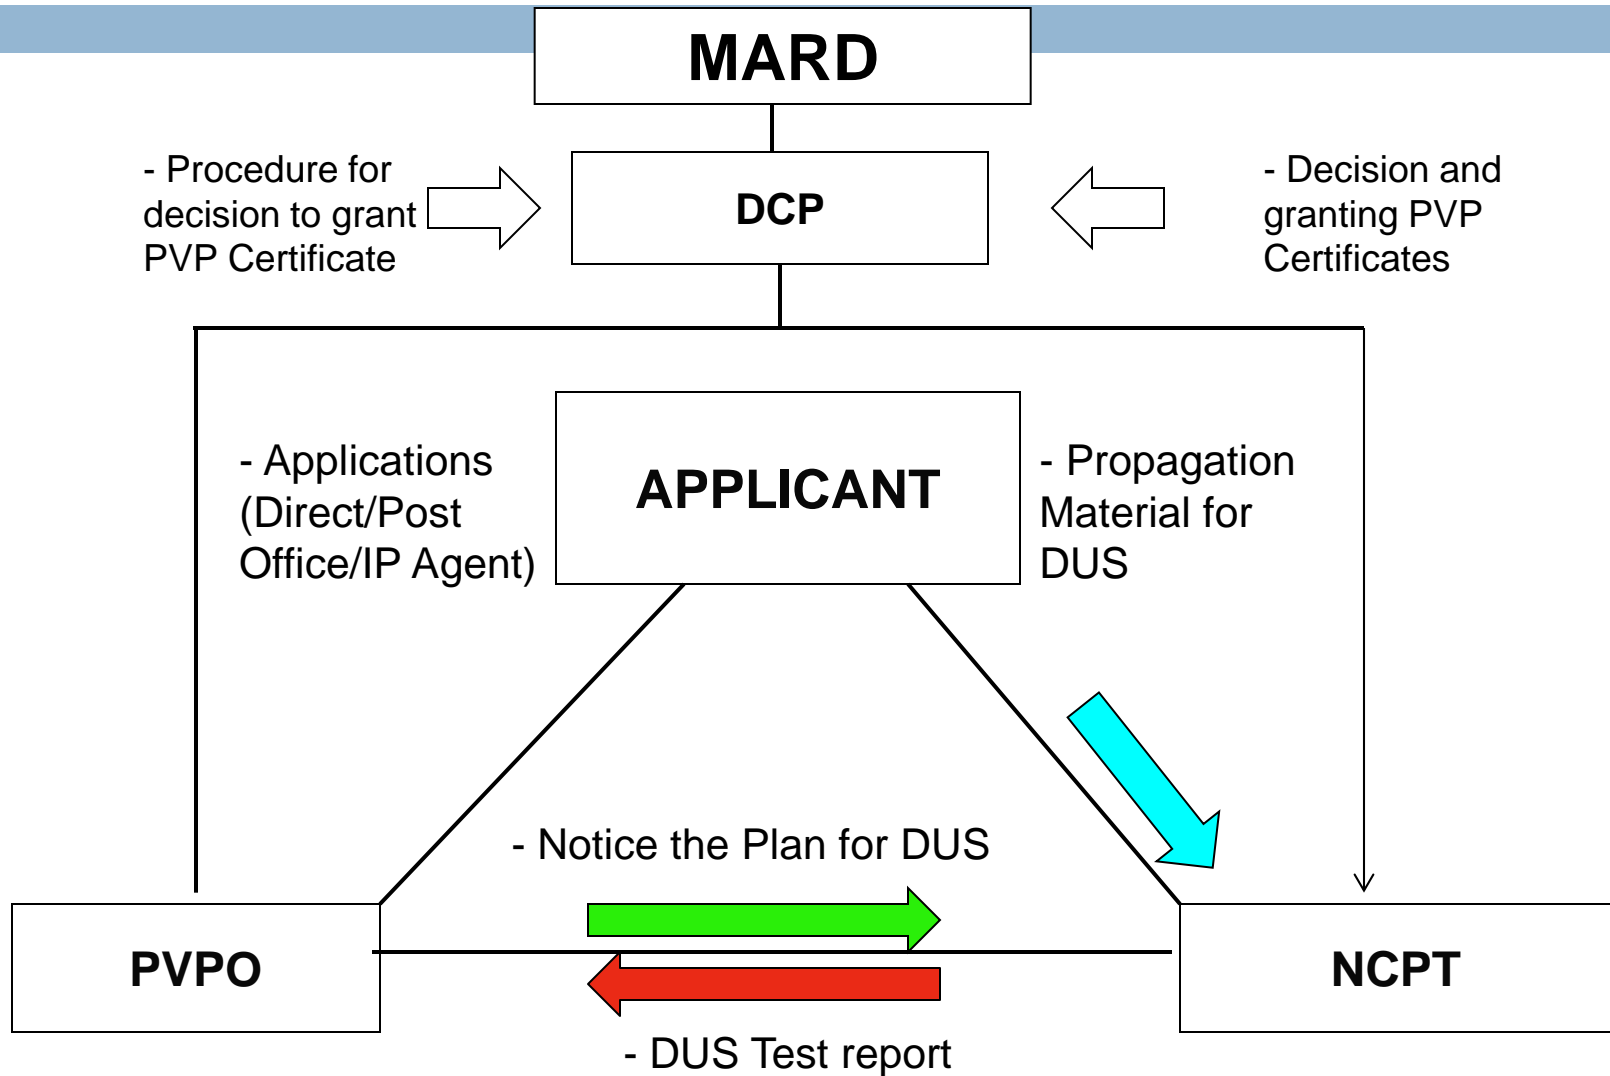 MARD
- Procedure for
decision to grant
PVP Certificate
DCP
- Decision and
granting PVP
Certificates
- Applications
(Direct/Post
Office/IP Agent)
APPLICANT
- Propagation
Material for
DUS
- Notice the Plan for DUS
PVPO
NCPT
- DUS Test report